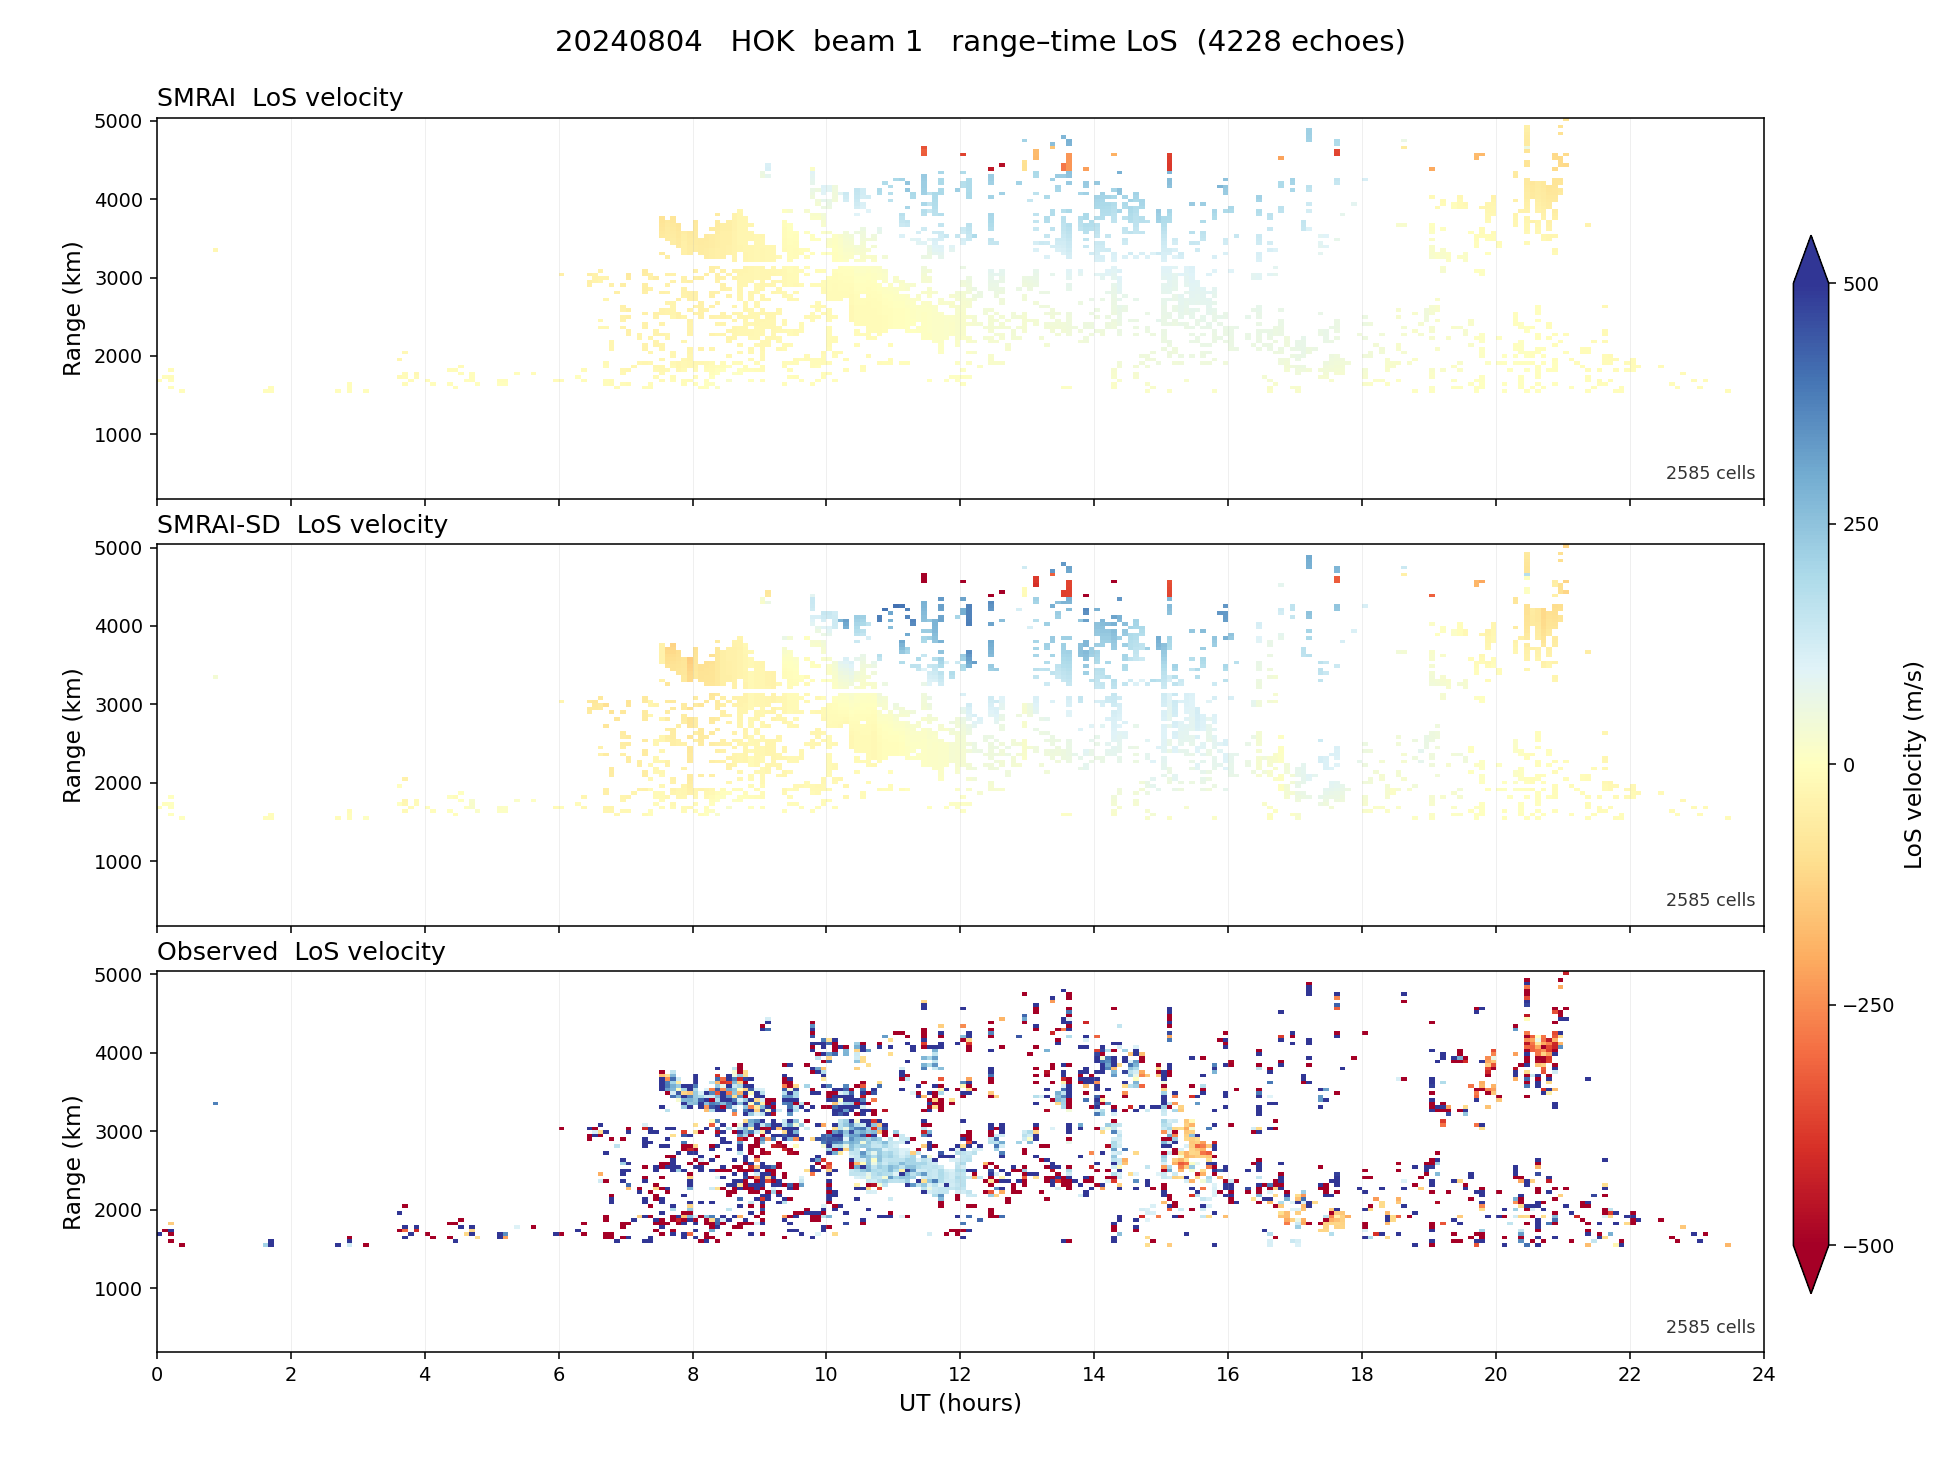 20240804   HOK  beam 1   range–time LoS  (4228 echoes)
SMRAI  LoS velocity
5000
4000
3000
2000
1000
Range (km)
2585 cells
SMRAI-SD  LoS velocity
5000
4000
3000
2000
1000
Range (km)
2585 cells
Observed  LoS velocity
5000
4000
3000
2000
1000
Range (km)
2585 cells
0 2 4 6 8 10 12 14 16 18 20 22 24
UT (hours)
500
250
0
−250
−500
LoS velocity (m/s)